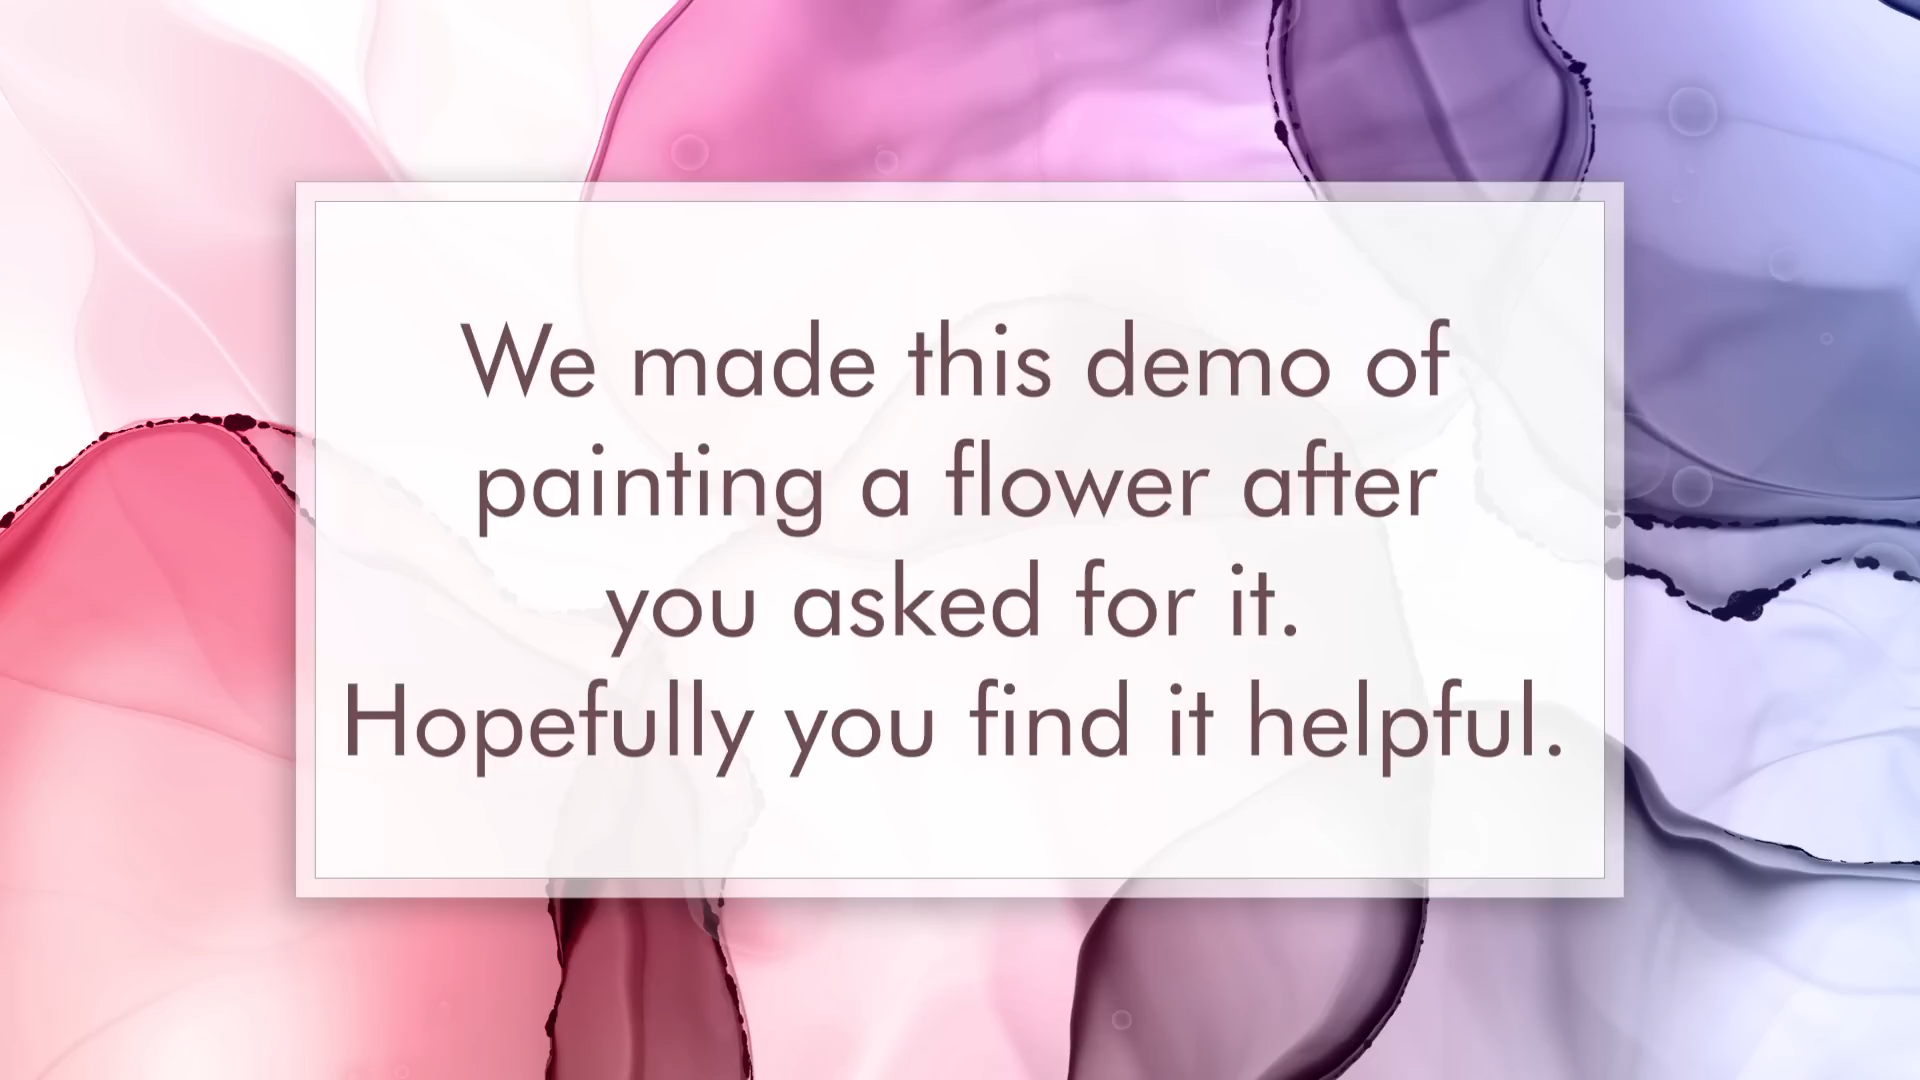 We made this demo of
painting a flower after
you asked for it.
Hopefully you find it helpful.